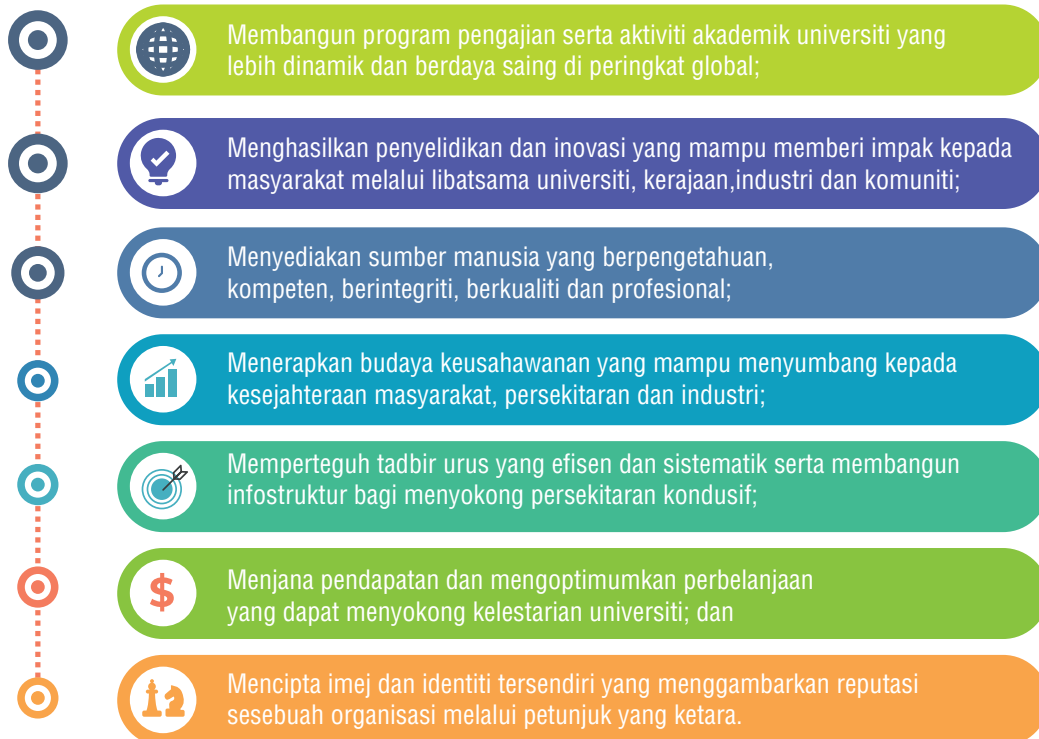 Membangun program pengajian serta aktiviti akademik universiti yang
lebih dinamik dan berdaya saing di peringkat global;
Menghasilkan penyelidikan dan inovasi yang mampu memberi impak kepada
masyarakat melalui libatsama universiti, kerajaan,industri dan komuniti;
Menyediakan sumber manusia yang berpengetahuan,
kompeten, berintegriti, berkualiti dan profesional;
Menerapkan budaya keusahawanan yang mampu menyumbang kepada
kesejahteraan masyarakat, persekitaran dan industri;
Memperteguh tadbir urus yang efisen dan sistematik serta membangun
infostruktur bagi menyokong persekitaran kondusif;
$
Menjana pendapatan dan mengoptimumkan perbelanjaan
yang dapat menyokong kelestarian universiti; dan
Mencipta imej dan identiti tersendiri yang menggambarkan reputasi
sesebuah organisasi melalui petunjuk yang ketara.